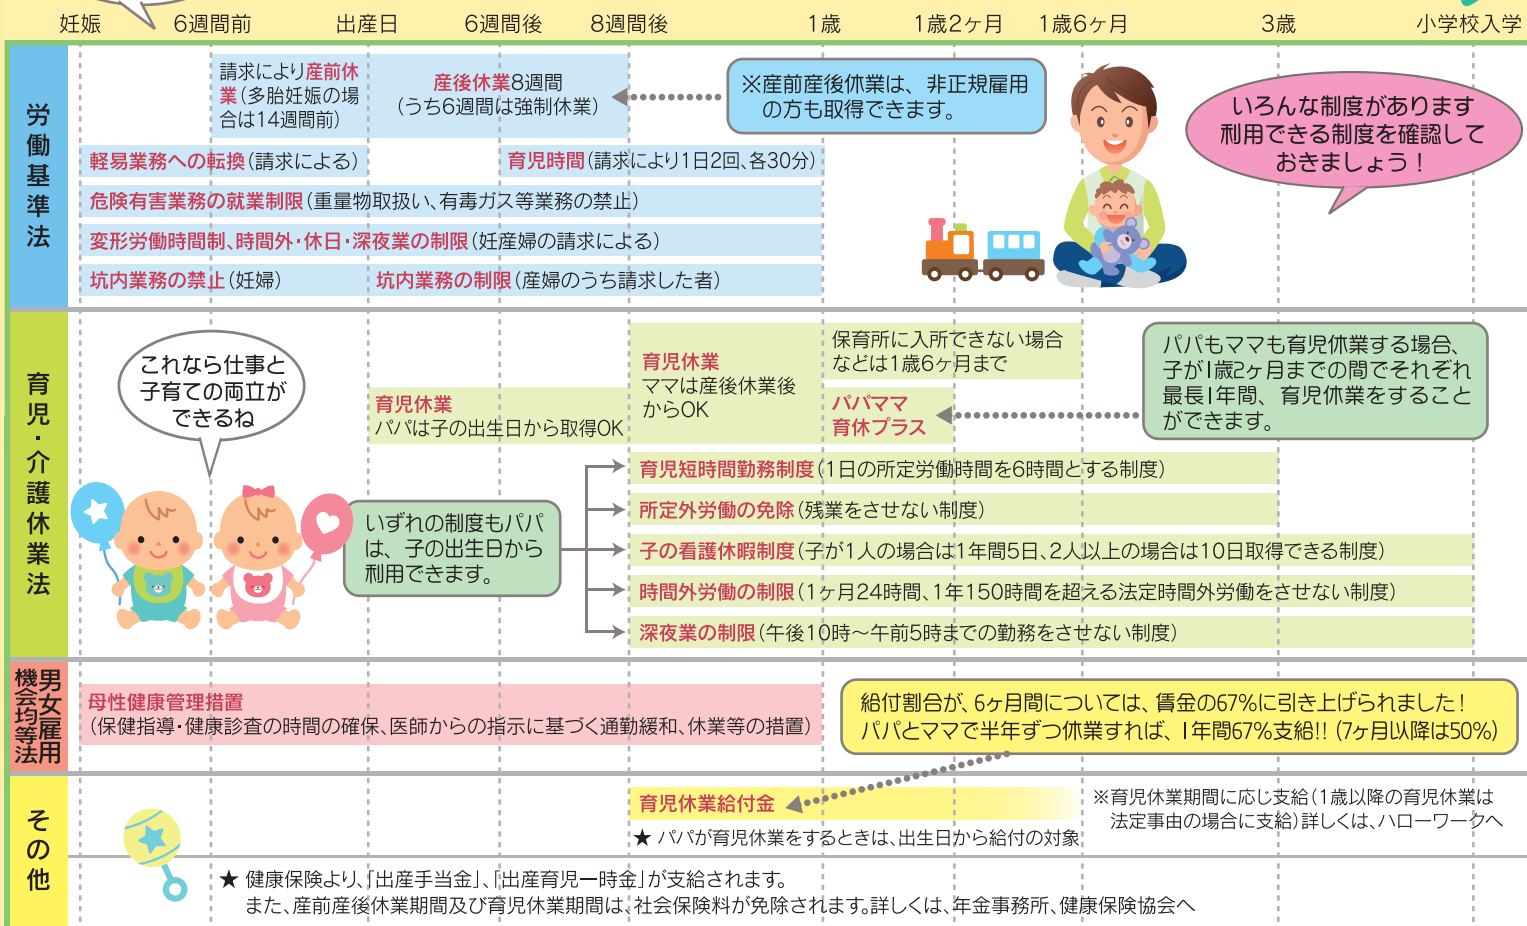 妊娠 6週間前 出産日 6週間後 8週間後 1歳 1歳2ヶ月 1歳6ヶ月 3歳 小学校入学
労働基準法
請求により産前休
業(多胎妊娠の場
合は14週間前)
産後休業8週間
(うち6週間は強制休業)
※産前産後休業は、非正規雇用
の方も取得できます。
いろんな制度があります
利用できる制度を確認して
おきましょう!
軽易業務への転換(請求による)
育児時間(請求により1日2回、各30分)
危険有害業務の就業制限(重量物取扱い、有毒ガス等業務の禁止)
変形労働時間制、時間外・休日・深夜業の制限(妊産婦の請求による)
坑内業務の禁止(妊婦)
坑内業務の制限(産婦のうち請求した者)
育児・介護休業法
これなら仕事と
子育ての両立が
できるね
育児休業
パパは子の出生日から取得OK
育児休業
ママは産後休業後
からOK
保育所に入所できない場合
などは1歳6ヶ月まで
パパママ
育休プラス
パパもママも育児休業する場合、
子が1歳2ヶ月までの間でそれぞれ
最長1年間、育児休業をすること
ができます。
いずれの制度もパパ
は、子の出生日から
利用できます。
育児短時間勤務制度(1日の所定労働時間を6時間とする制度)
所定外労働の免除(残業をさせない制度)
子の看護休暇制度(子が1人の場合は1年間5日、2人以上の場合は10日取得できる制度)
時間外労働の制限(1ヶ月24時間、1年150時間を超える法定時間外労働をさせない制度)
深夜業の制限(午後10時～午前5時までの勤務をさせない制度)
男女雇用
機会均等法
母性健康管理措置
(保健指導・健康診査の時間の確保、医師からの指示に基づく通勤緩和、休業等の措置)
給付割合が、6ヶ月間については、賃金の67%に引き上げられました!
パパとママで半年ずつ休業すれば、1年間67%支給!!(7ヶ月以降は50%)
その他
育児休業給付金
★ パパが育児休業をするときは、出生日から給付の対象
※育児休業期間に応じ支給(1歳以降の育児休業は
法定事由の場合に支給)詳しくは、ハローワークへ
★ 健康保険より、「出産手当金」、「出産育児一時金」が支給されます。
また、産前産後休業期間及び育児休業期間は、社会保険料が免除されます。詳しくは、年金事務所、健康保険協会へ